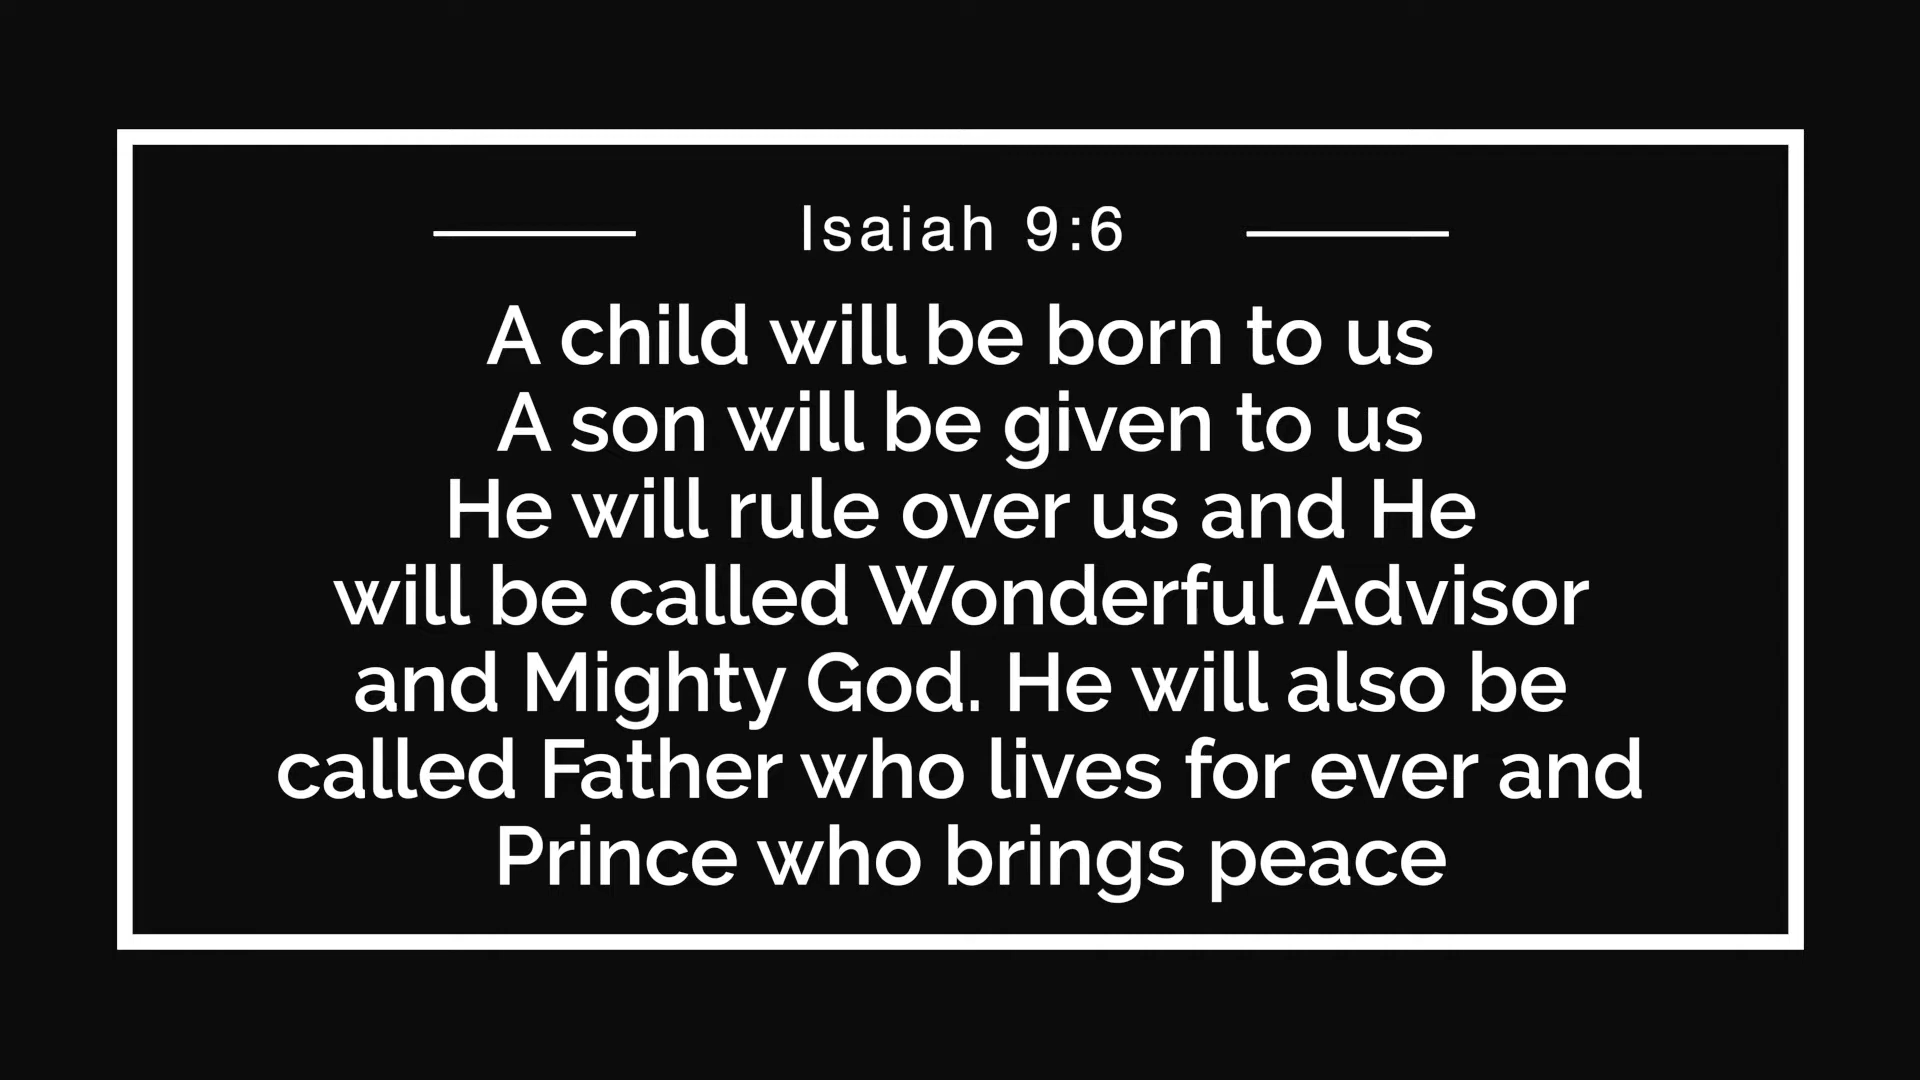 Isaiah 9:6
A child will be born to us
A son will be given to us
He will rule over us and He
will be called Wonderful Advisor
and Mighty God. He will also be
called Father who lives for ever and
Prince who brings peace